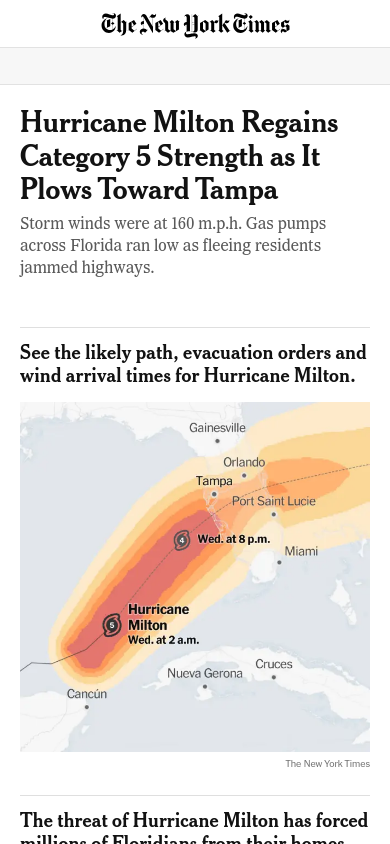 The New York Times
Hurricane Milton Regains
Category 5 Strength as It
Plows Toward Tampa
Storm winds were at 160 m.p.h. Gas pumps
across Florida ran low as fleeing residents
jammed highways.
See the likely path, evacuation orders and
wind arrival times for Hurricane Milton.
Gainesville
Orlando
Tampa
Port Saint Lucie
4
Wed. at 8 p.m.
Miami
Hurricane
5
Milton
Wed. at 2 a.m.
Cruces
Nueva Gerona
Cancún
The New York Times
The threat of Hurricane Milton has forced
millions of Floridians from their homes